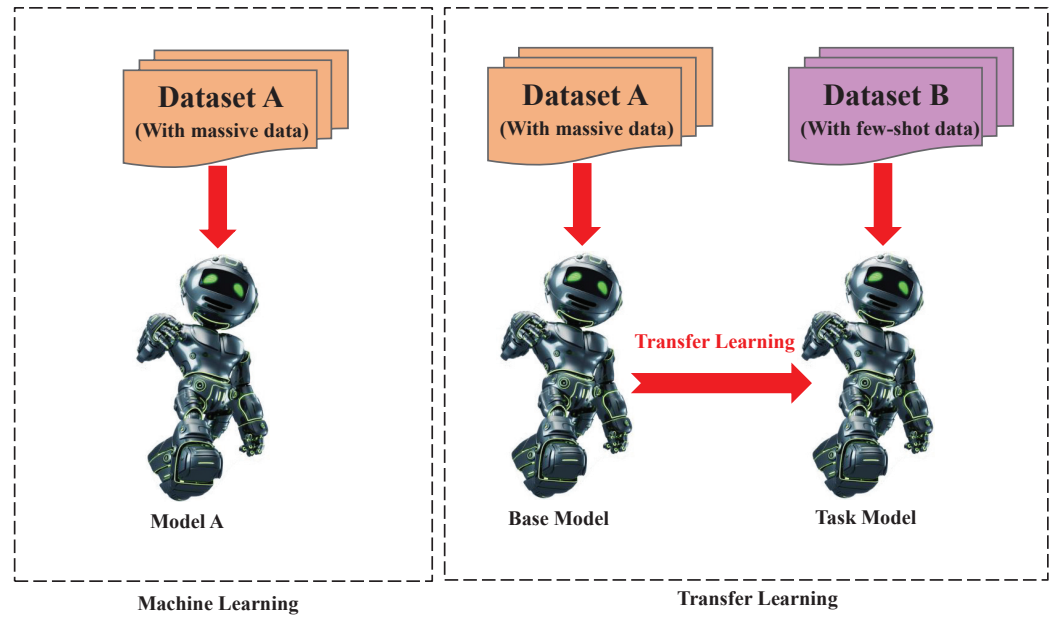 Dataset A
(With massive data)
Model A
Machine Learning
Dataset A
(With massive data)
Dataset B
(With few-shot data)
Transfer Learning
Base Model
Task Model
Transfer Learning